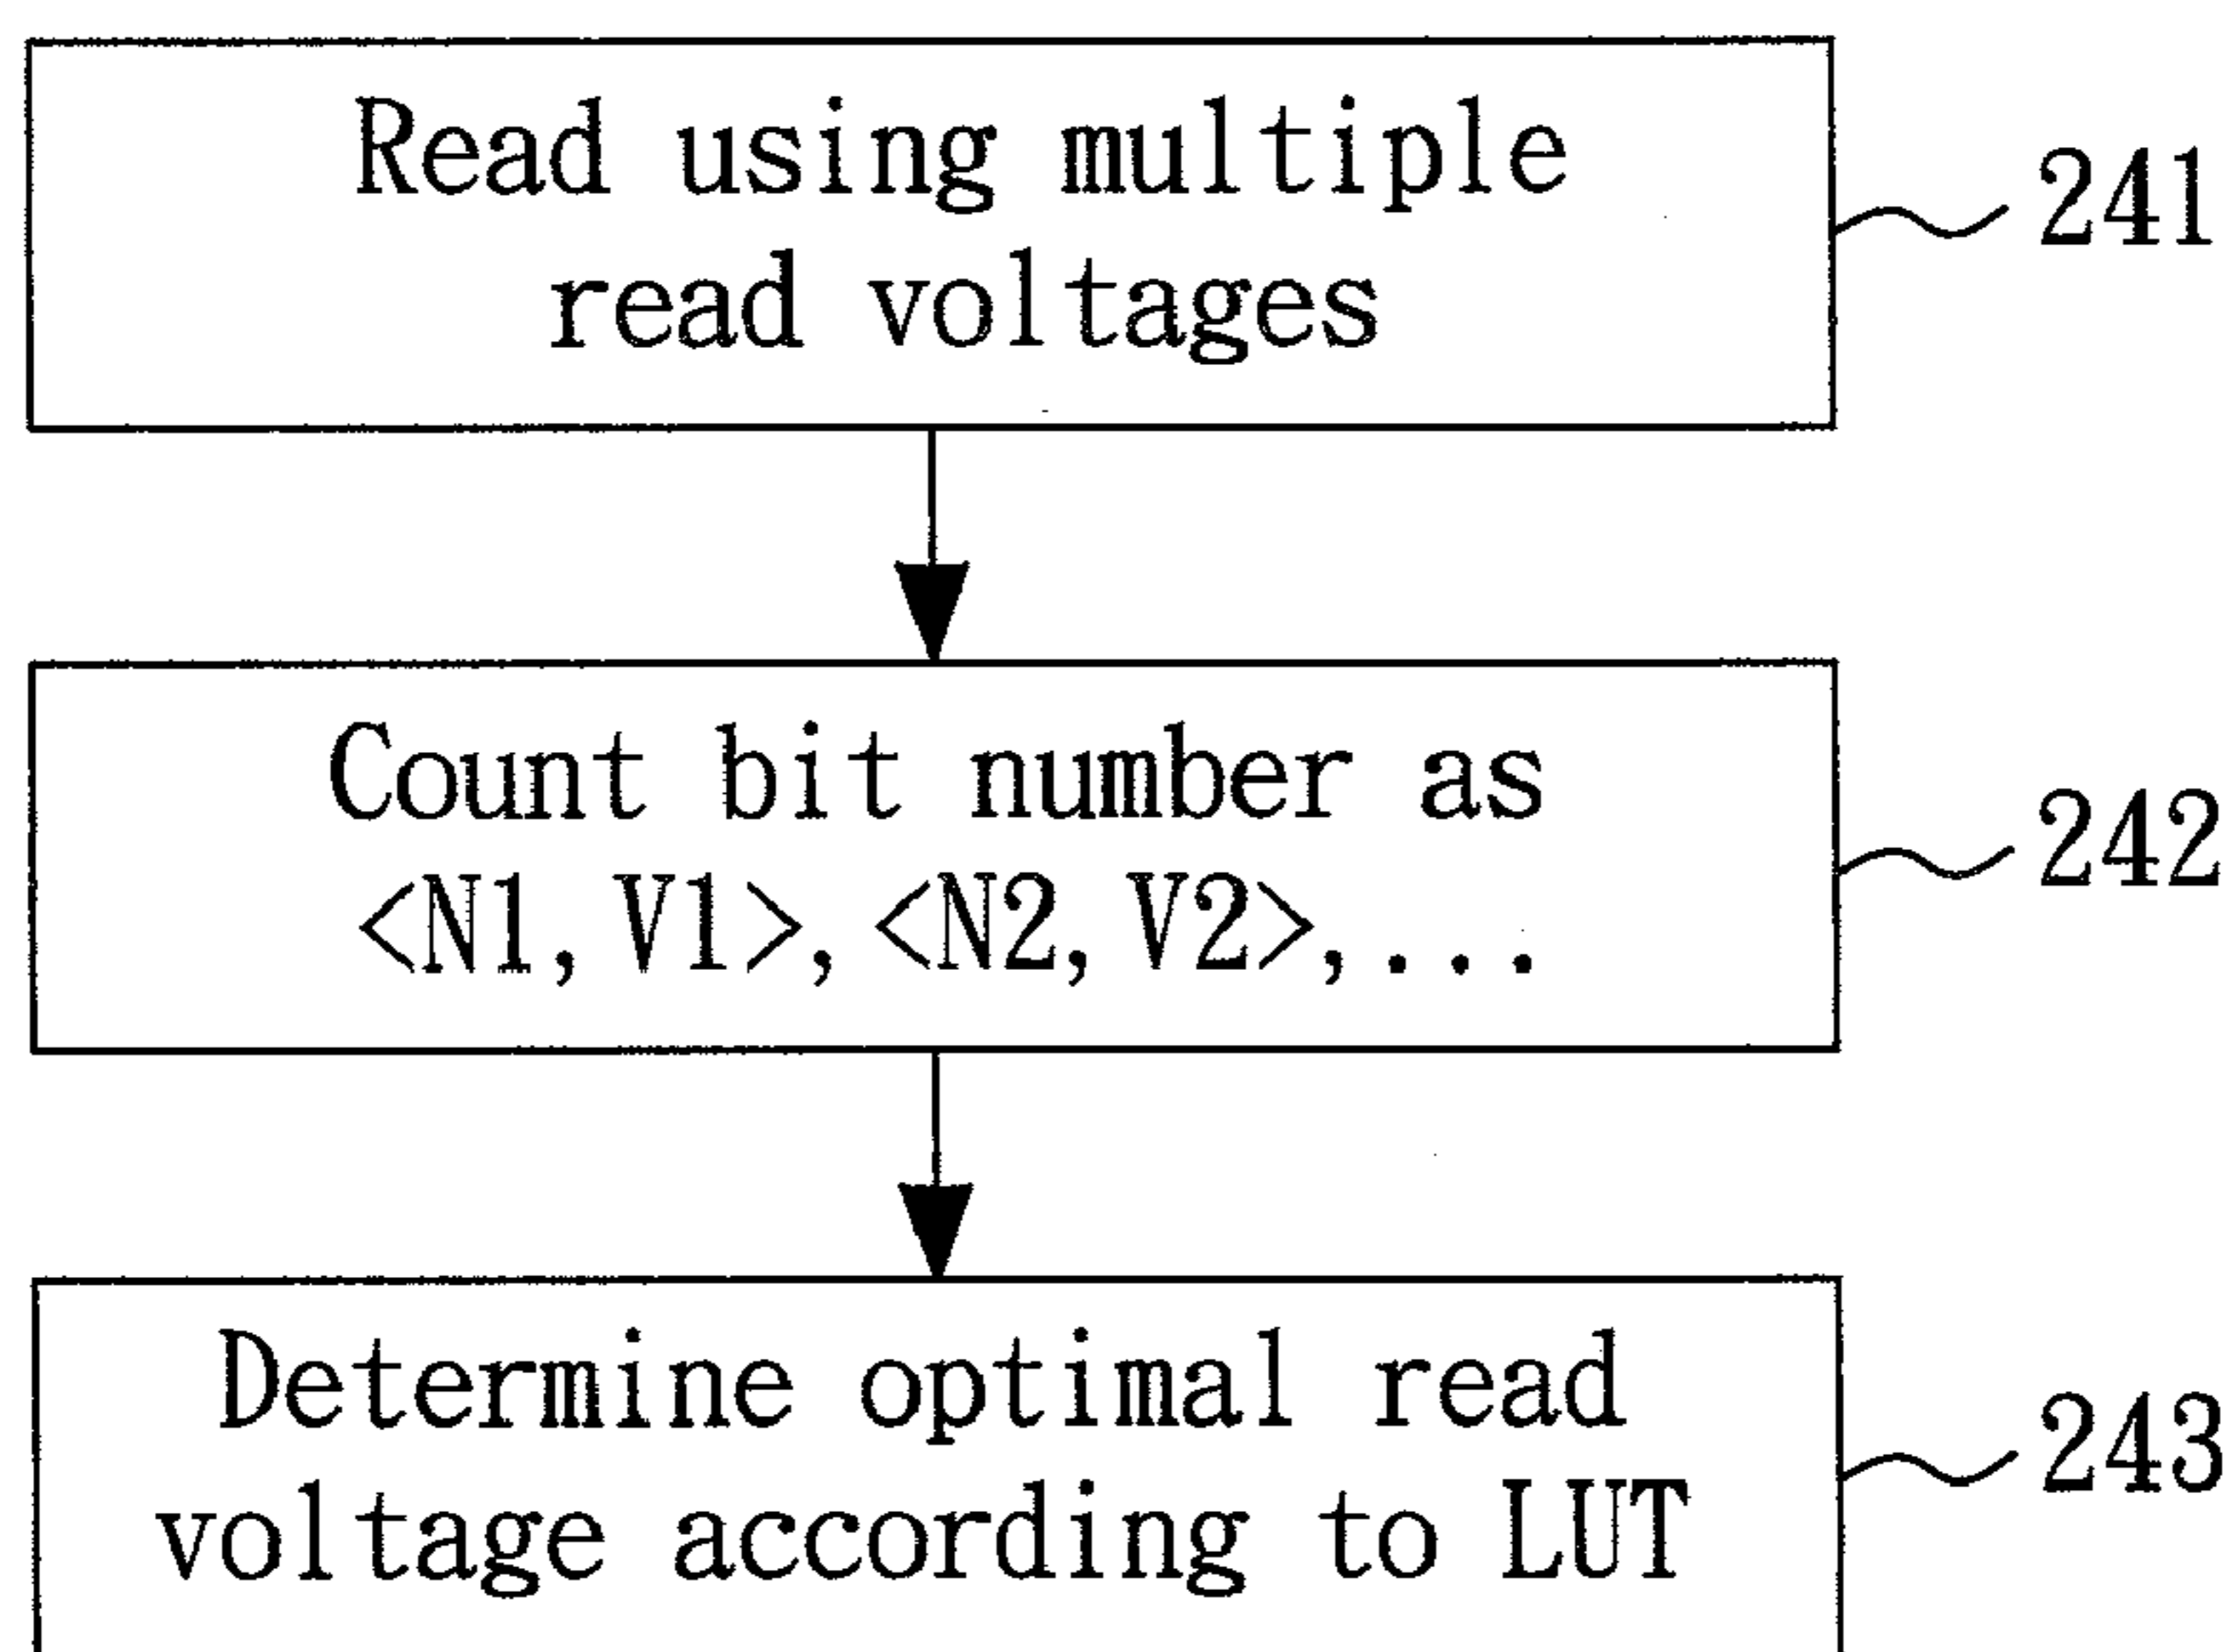 Read using multiple
read voltages
241
Count bit number as
<N1,V1>,<N2,V2>,...
242
Determine optimal read
voltage according to LUT
243